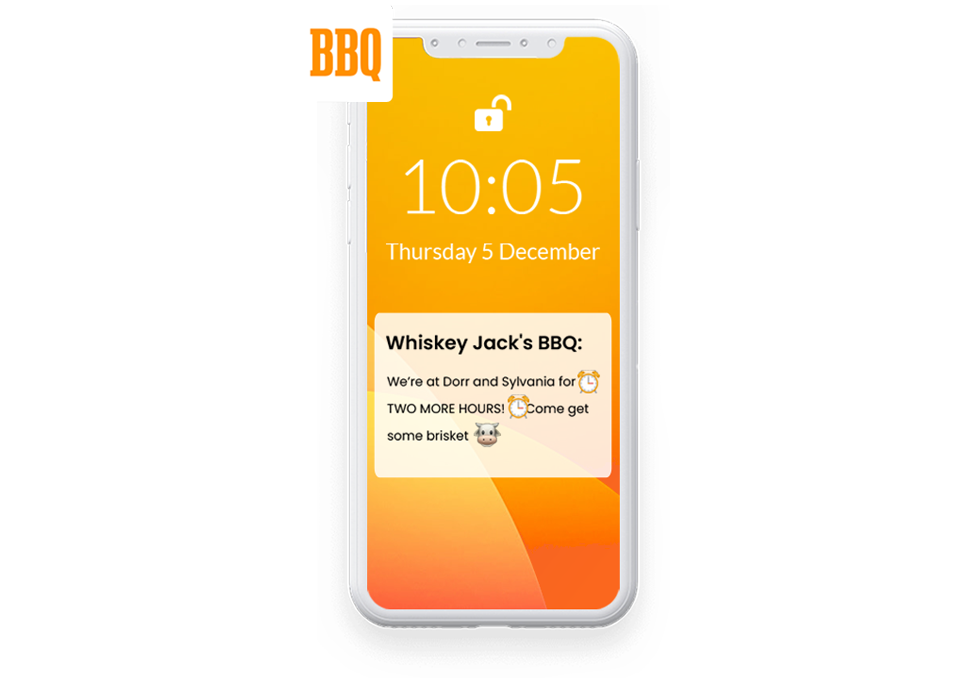 BBQ
10:05
Thursday 5 December
Whiskey Jack's BBQ:
We're at Dorr and Sylvania for ⏰
TWO MORE HOURS! ⏰Come get
some brisket 🐮